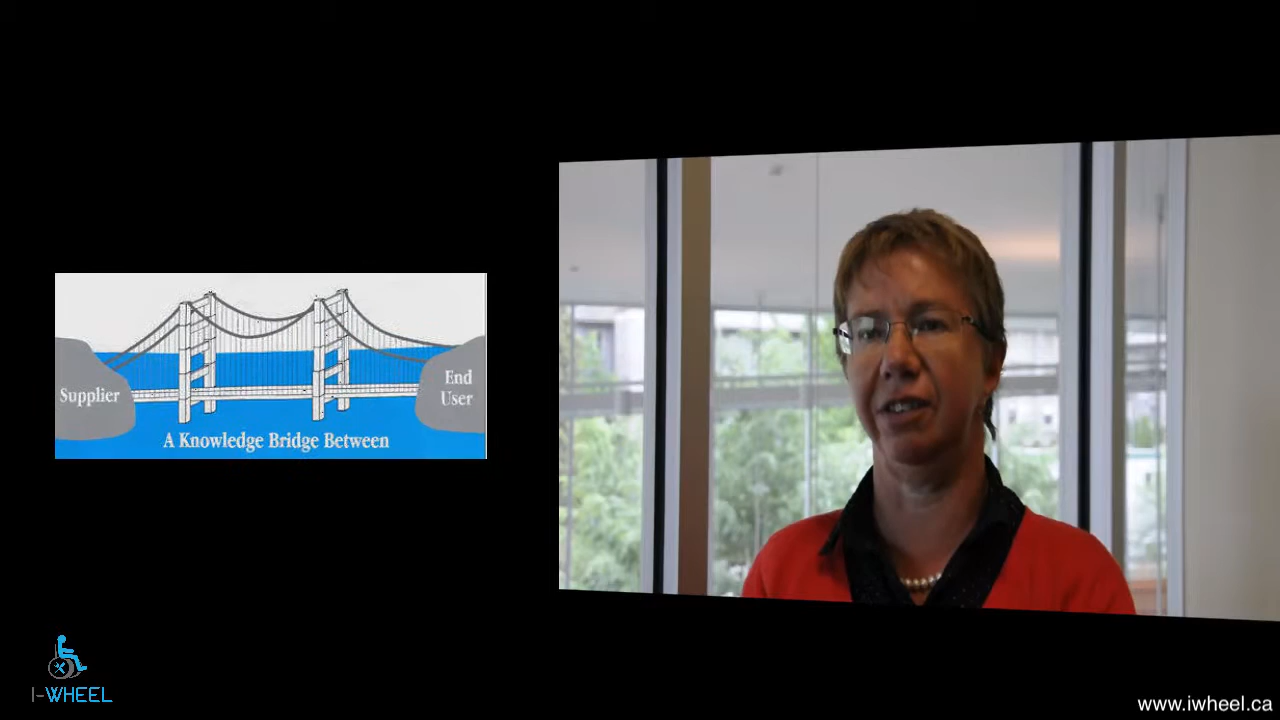 Supplier
End
User
A Knowledge Bridge Between
I-WHEEL
www.iwheel.ca